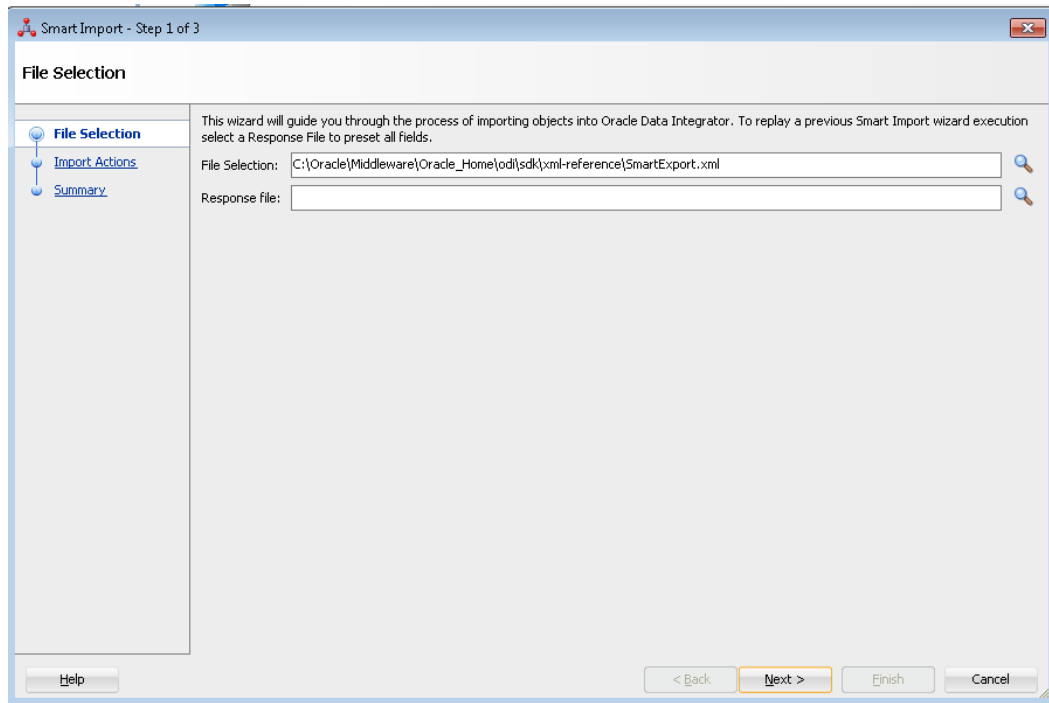 Smart Import - Step 1 of 3
File Selection
File Selection
Import Actions
Summary
This wizard will guide you through the process of importing objects into Oracle Data Integrator. To replay a previous Smart Import wizard execution
select a Response File to preset all fields.
File Selection: C:\Oracle\Middleware\Oracle_Home\odi\sdk\xml-reference\SmartExport.xml
Response file:
Help
< Back
Next >
Finish
Cancel